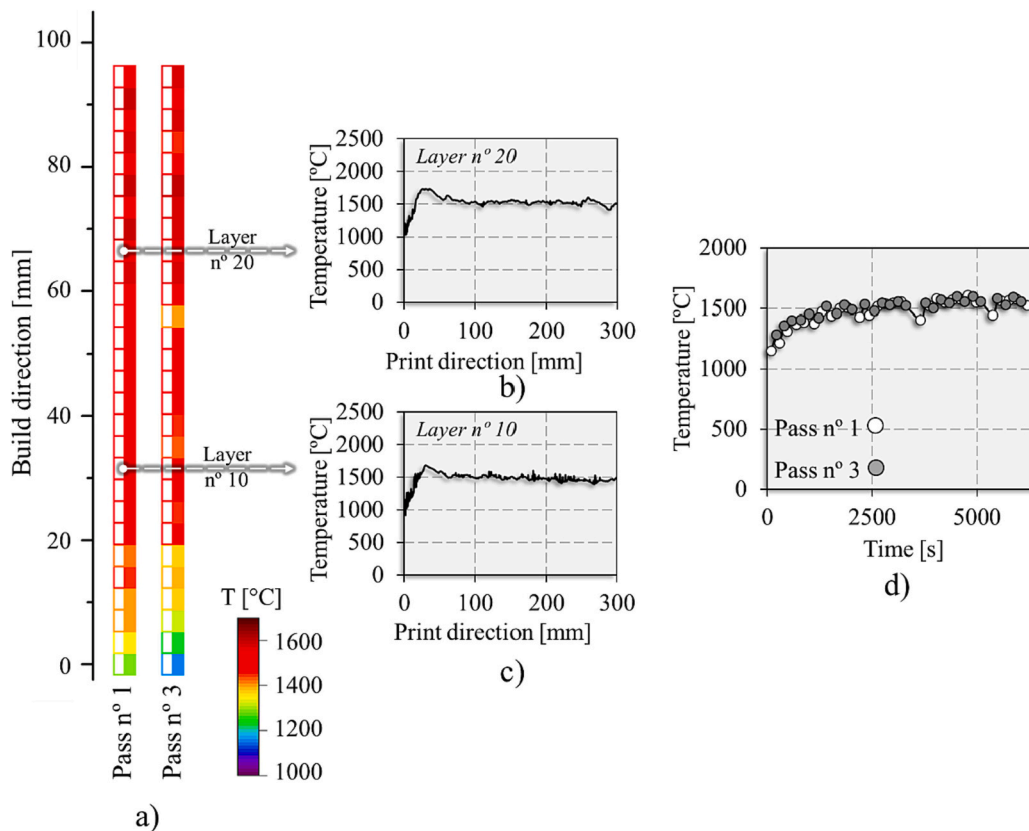 100
80
60
40
20
0
Build direction [mm]
Pass nº 1
Pass nº 3
a)
Layer
nº 20
Layer
nº 10
T [°C]
1600
1400
1200
1000
2500
2000
1500
1000
500
0
Temperature [ºC]
Layer nº 20
0 100 200 300
Print direction [mm]
b)
2500
2000
1500
1000
500
0
Temperature [ºC]
Layer nº 10
0 100 200 300
Print direction [mm]
c)
2000
1500
1000
500
0
Temperature [ºC]
Pass nº 1
Pass nº 3
0 2500 5000
Time [s]
d)